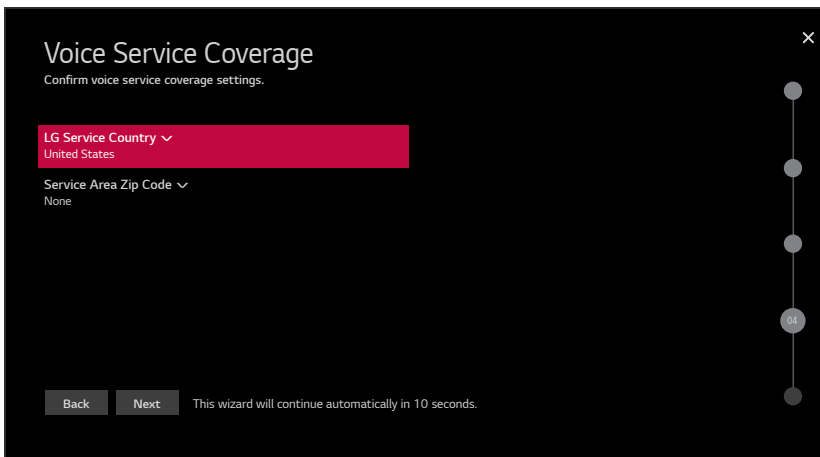 Voice Service Coverage
Confirm voice service coverage settings.
LG Service Country
United States
Service Area Zip Code
None
04
Back
Next
This wizard will continue automatically in 10 seconds.